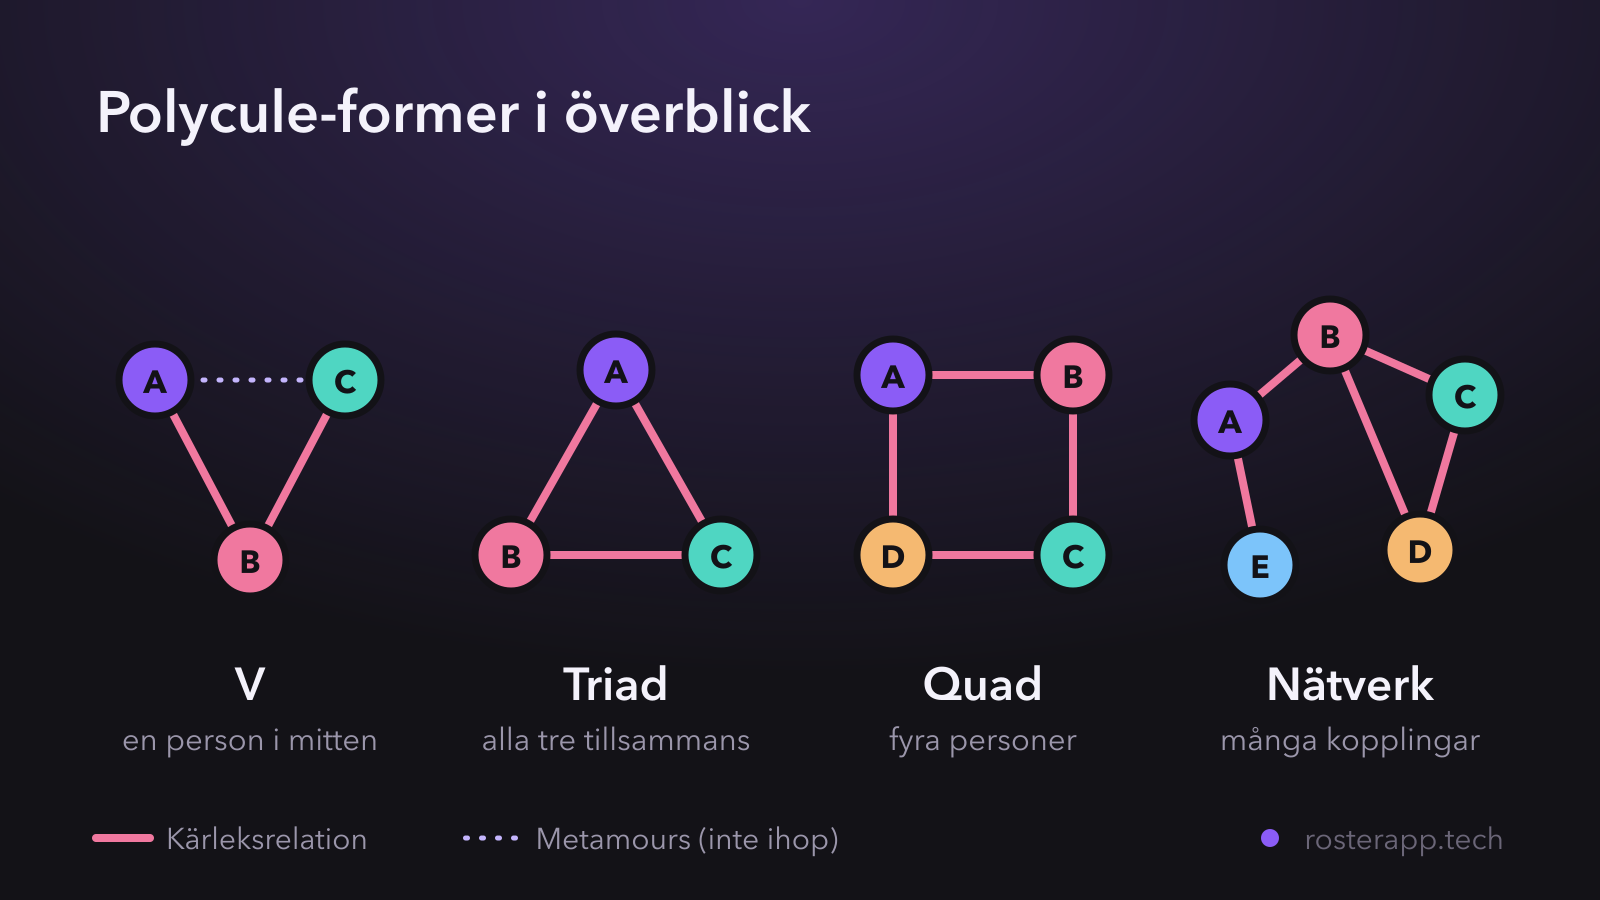 Polycule-former i överblick
A
C
B
A
B
C
A
B
D
C
B
A
C
E
D
V
en person i mitten
Triad
alla tre tillsammans
Quad
fyra personer
Nätverk
många kopplingar
Kärleksrelation
Metamours (inte ihop)
rosterapp.tech